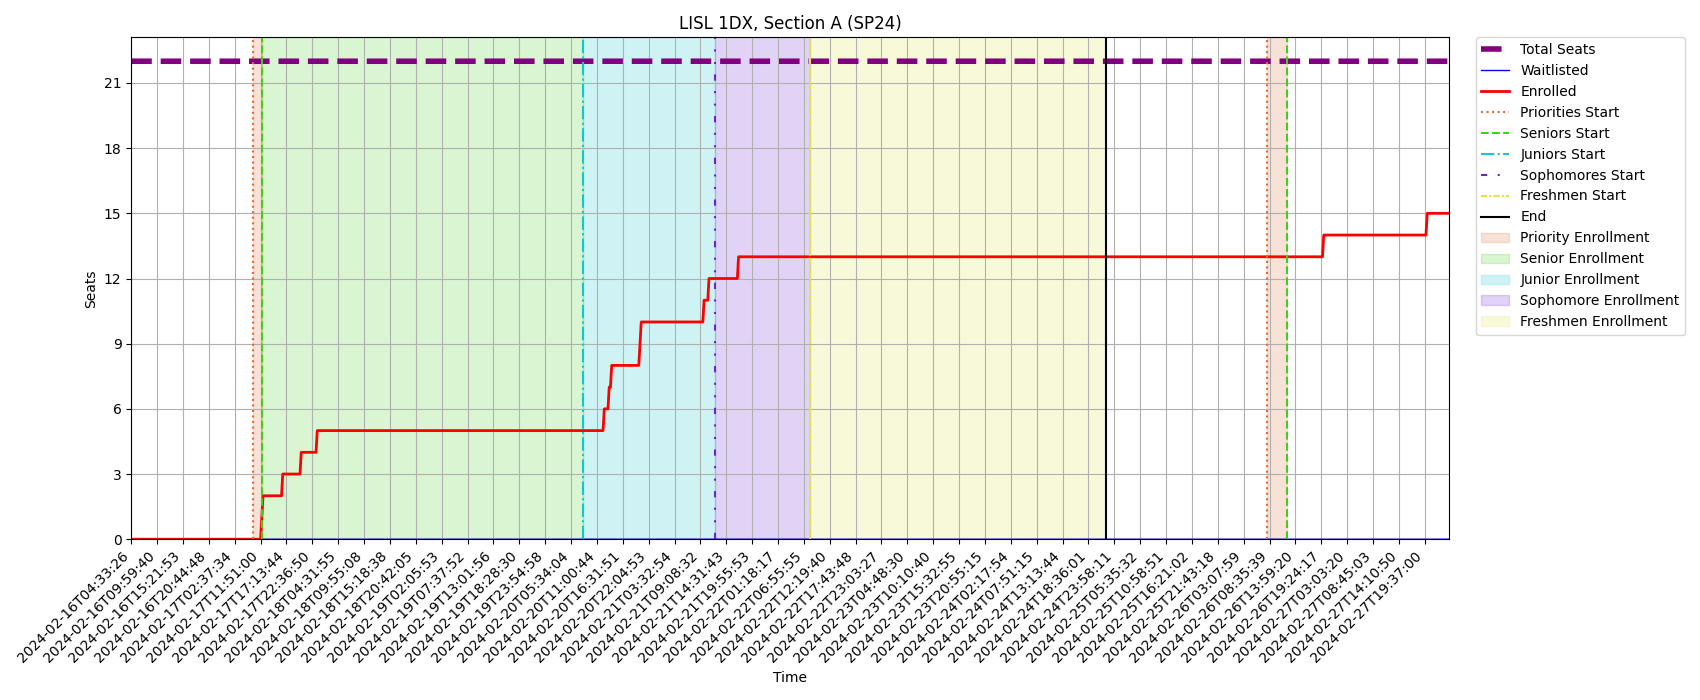 LISL 1DX, Section A (SP24)
Seats
21
18
15
12
9
6
3
0
2024-02-16T04:33:26
2024-02-16T09:59:40
2024-02-16T15:21:53
2024-02-16T20:44:48
2024-02-17T02:37:34
2024-02-17T11:51:00
2024-02-17T17:13:44
2024-02-17T22:36:50
2024-02-18T04:31:55
2024-02-18T09:55:08
2024-02-18T15:18:38
2024-02-18T20:42:05
2024-02-19T02:05:53
2024-02-19T07:37:52
2024-02-19T13:01:56
2024-02-19T18:28:30
2024-02-19T23:54:58
2024-02-20T05:34:04
2024-02-20T11:00:44
2024-02-20T16:31:51
2024-02-20T22:04:53
2024-02-21T03:32:54
2024-02-21T09:08:32
2024-02-21T14:31:43
2024-02-21T19:55:53
2024-02-22T01:18:17
2024-02-22T06:55:55
2024-02-22T12:19:40
2024-02-22T17:43:48
2024-02-22T23:03:27
2024-02-23T04:48:30
2024-02-23T10:10:40
2024-02-23T15:32:55
2024-02-23T20:55:15
2024-02-24T02:17:54
2024-02-24T07:51:15
2024-02-24T13:13:44
2024-02-24T18:36:01
2024-02-24T23:58:11
2024-02-25T05:35:32
2024-02-25T10:58:51
2024-02-25T16:21:02
2024-02-25T21:43:18
2024-02-26T03:07:59
2024-02-26T08:35:39
2024-02-26T13:59:20
2024-02-26T19:24:17
2024-02-27T03:03:20
2024-02-27T08:45:03
2024-02-27T14:10:50
2024-02-27T19:37:00
Time
Total Seats
Waitlisted
Enrolled
Priorities Start
Seniors Start
Juniors Start
Sophomores Start
Freshmen Start
End
Priority Enrollment
Senior Enrollment
Junior Enrollment
Sophomore Enrollment
Freshmen Enrollment